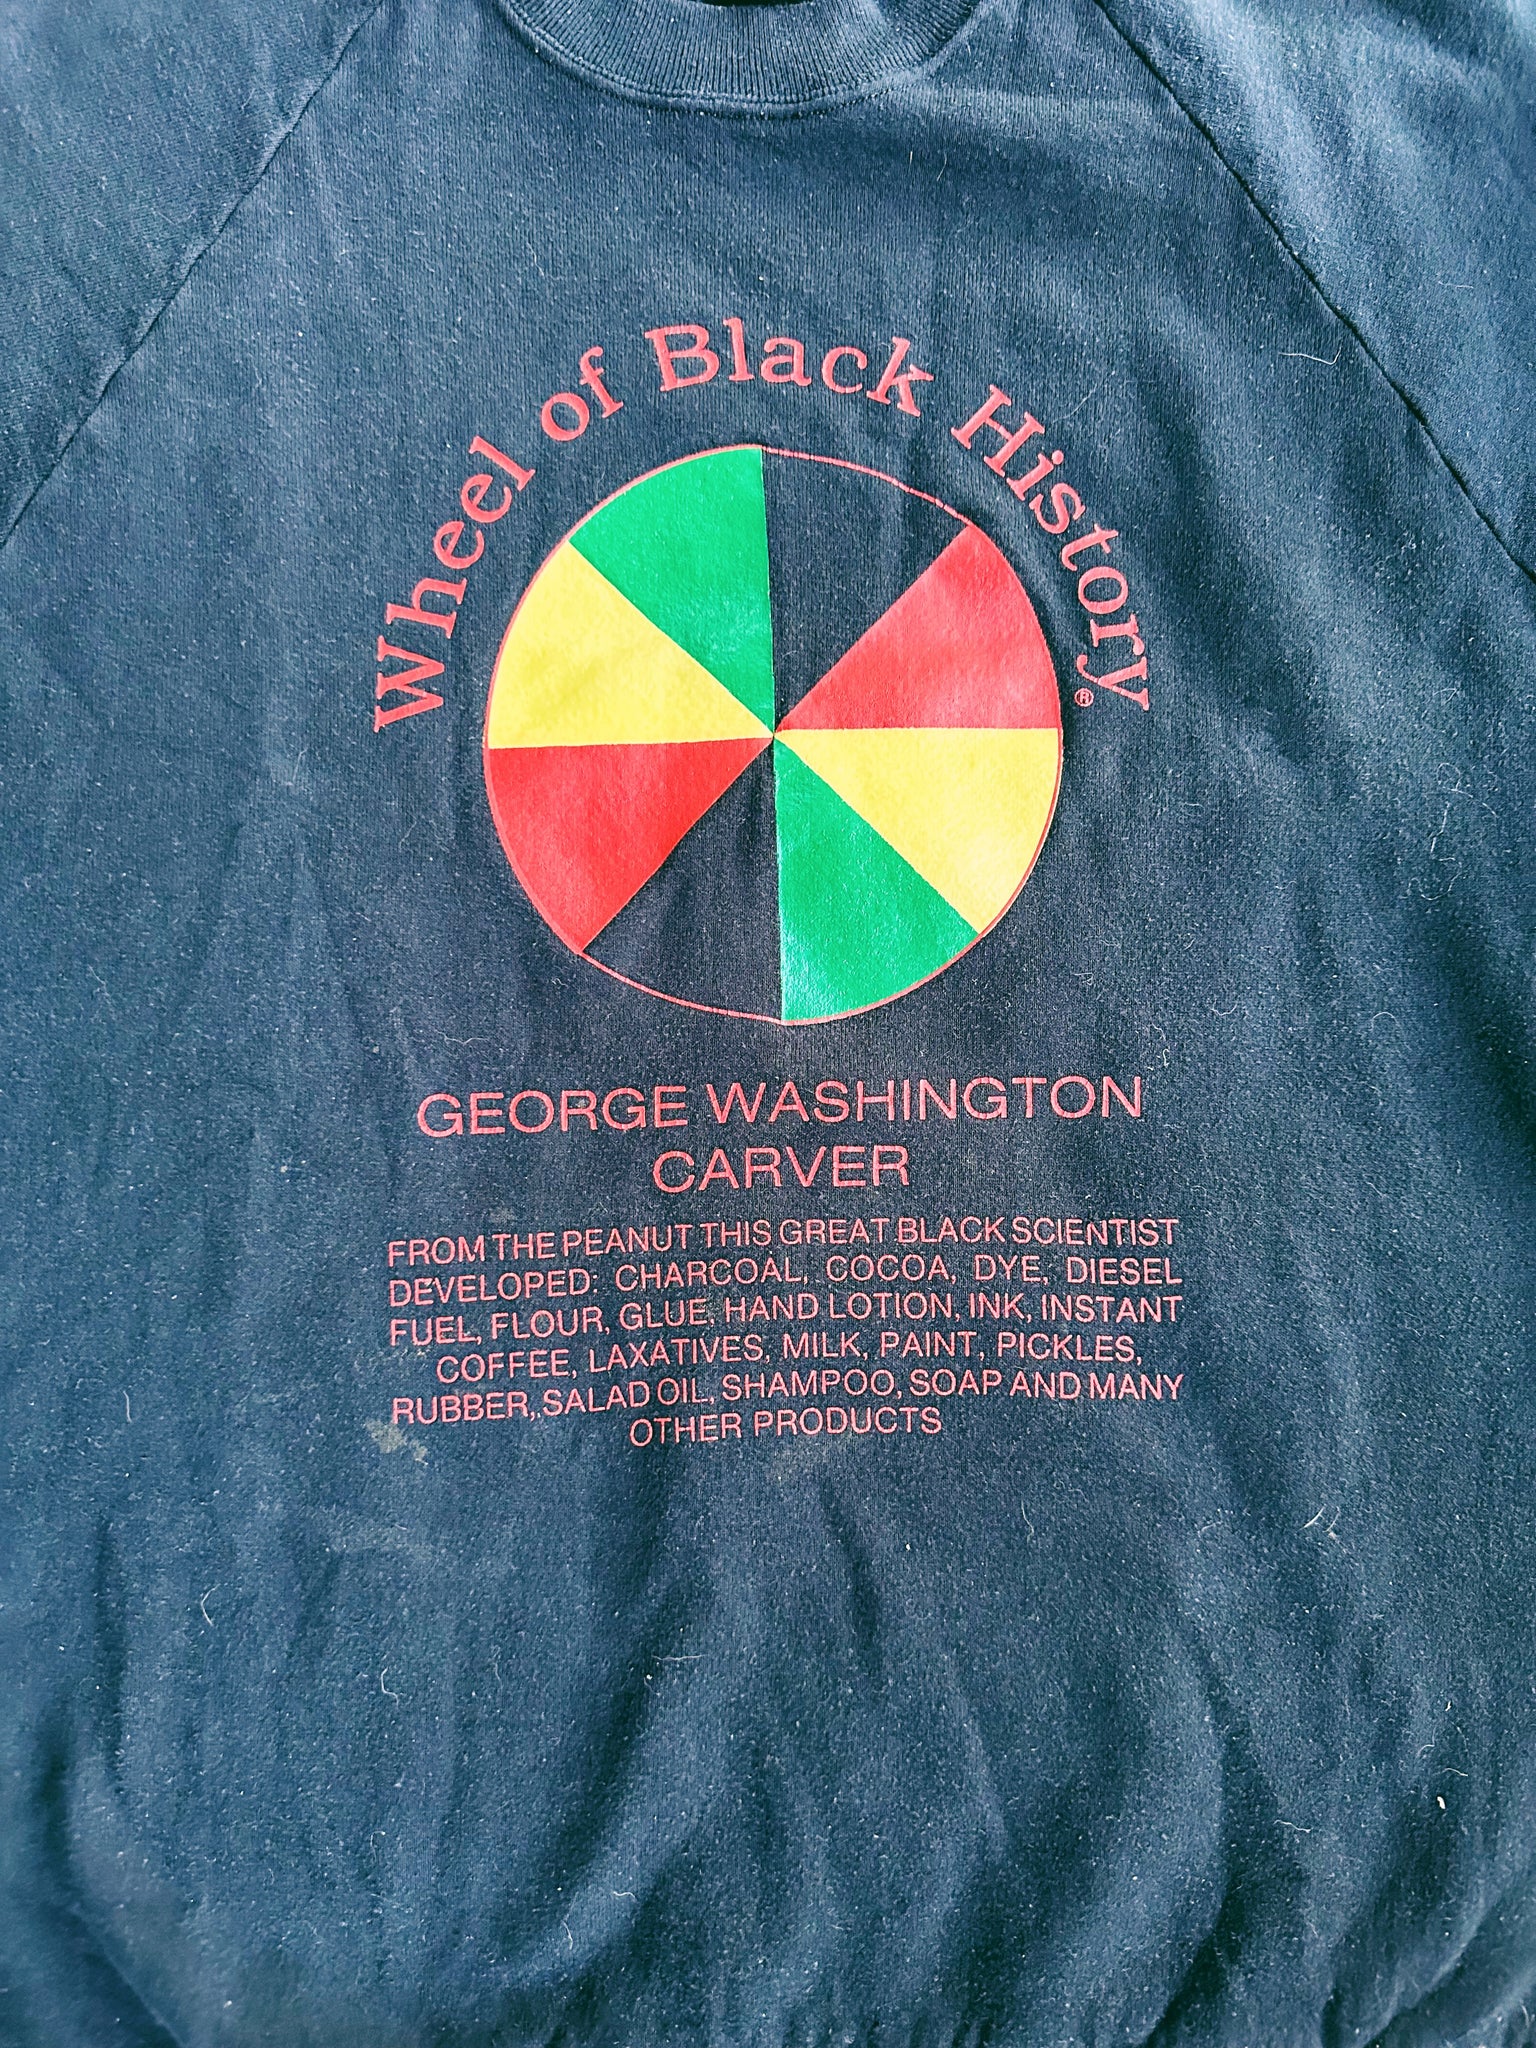 Wheel of Black History®
GEORGE WASHINGTON
CARVER
FROM THE PEANUT THIS GREAT BLACK SCIENTIST
DEVELOPED: CHARCOAL, COCOA, DYE, DIESEL
FUEL, FLOUR, GLUE, HAND LOTION, INK, INSTANT
COFFEE, LAXATIVES, MILK, PAINT, PICKLES,
RUBBER, SALAD OIL, SHAMPOO, SOAP AND MANY
OTHER PRODUCTS